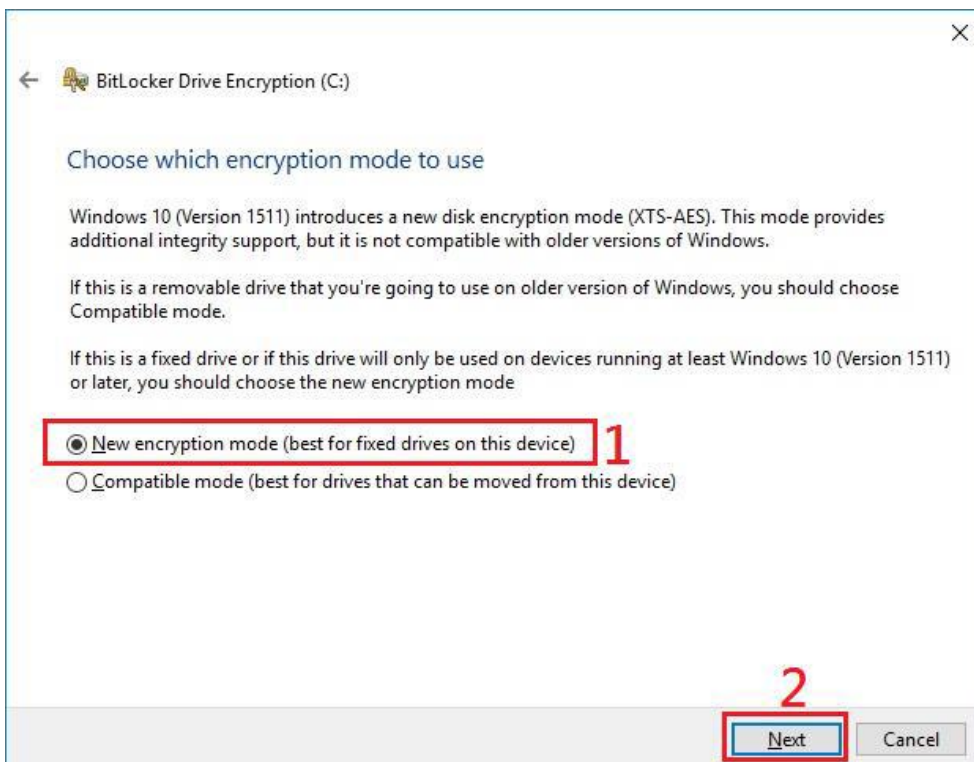 BitLocker Drive Encryption (C:)
Choose which encryption mode to use
Windows 10 (Version 1511) introduces a new disk encryption mode (XTS-AES). This mode provides
additional integrity support, but it is not compatible with older versions of Windows.
If this is a removable drive that you're going to use on older version of Windows, you should choose
Compatible mode.
If this is a fixed drive or if this drive will only be used on devices running at least Windows 10 (Version 1511)
or later, you should choose the new encryption mode
New encryption mode (best for fixed drives on this device) 1
Compatible mode (best for drives that can be moved from this device)
2
Next Cancel